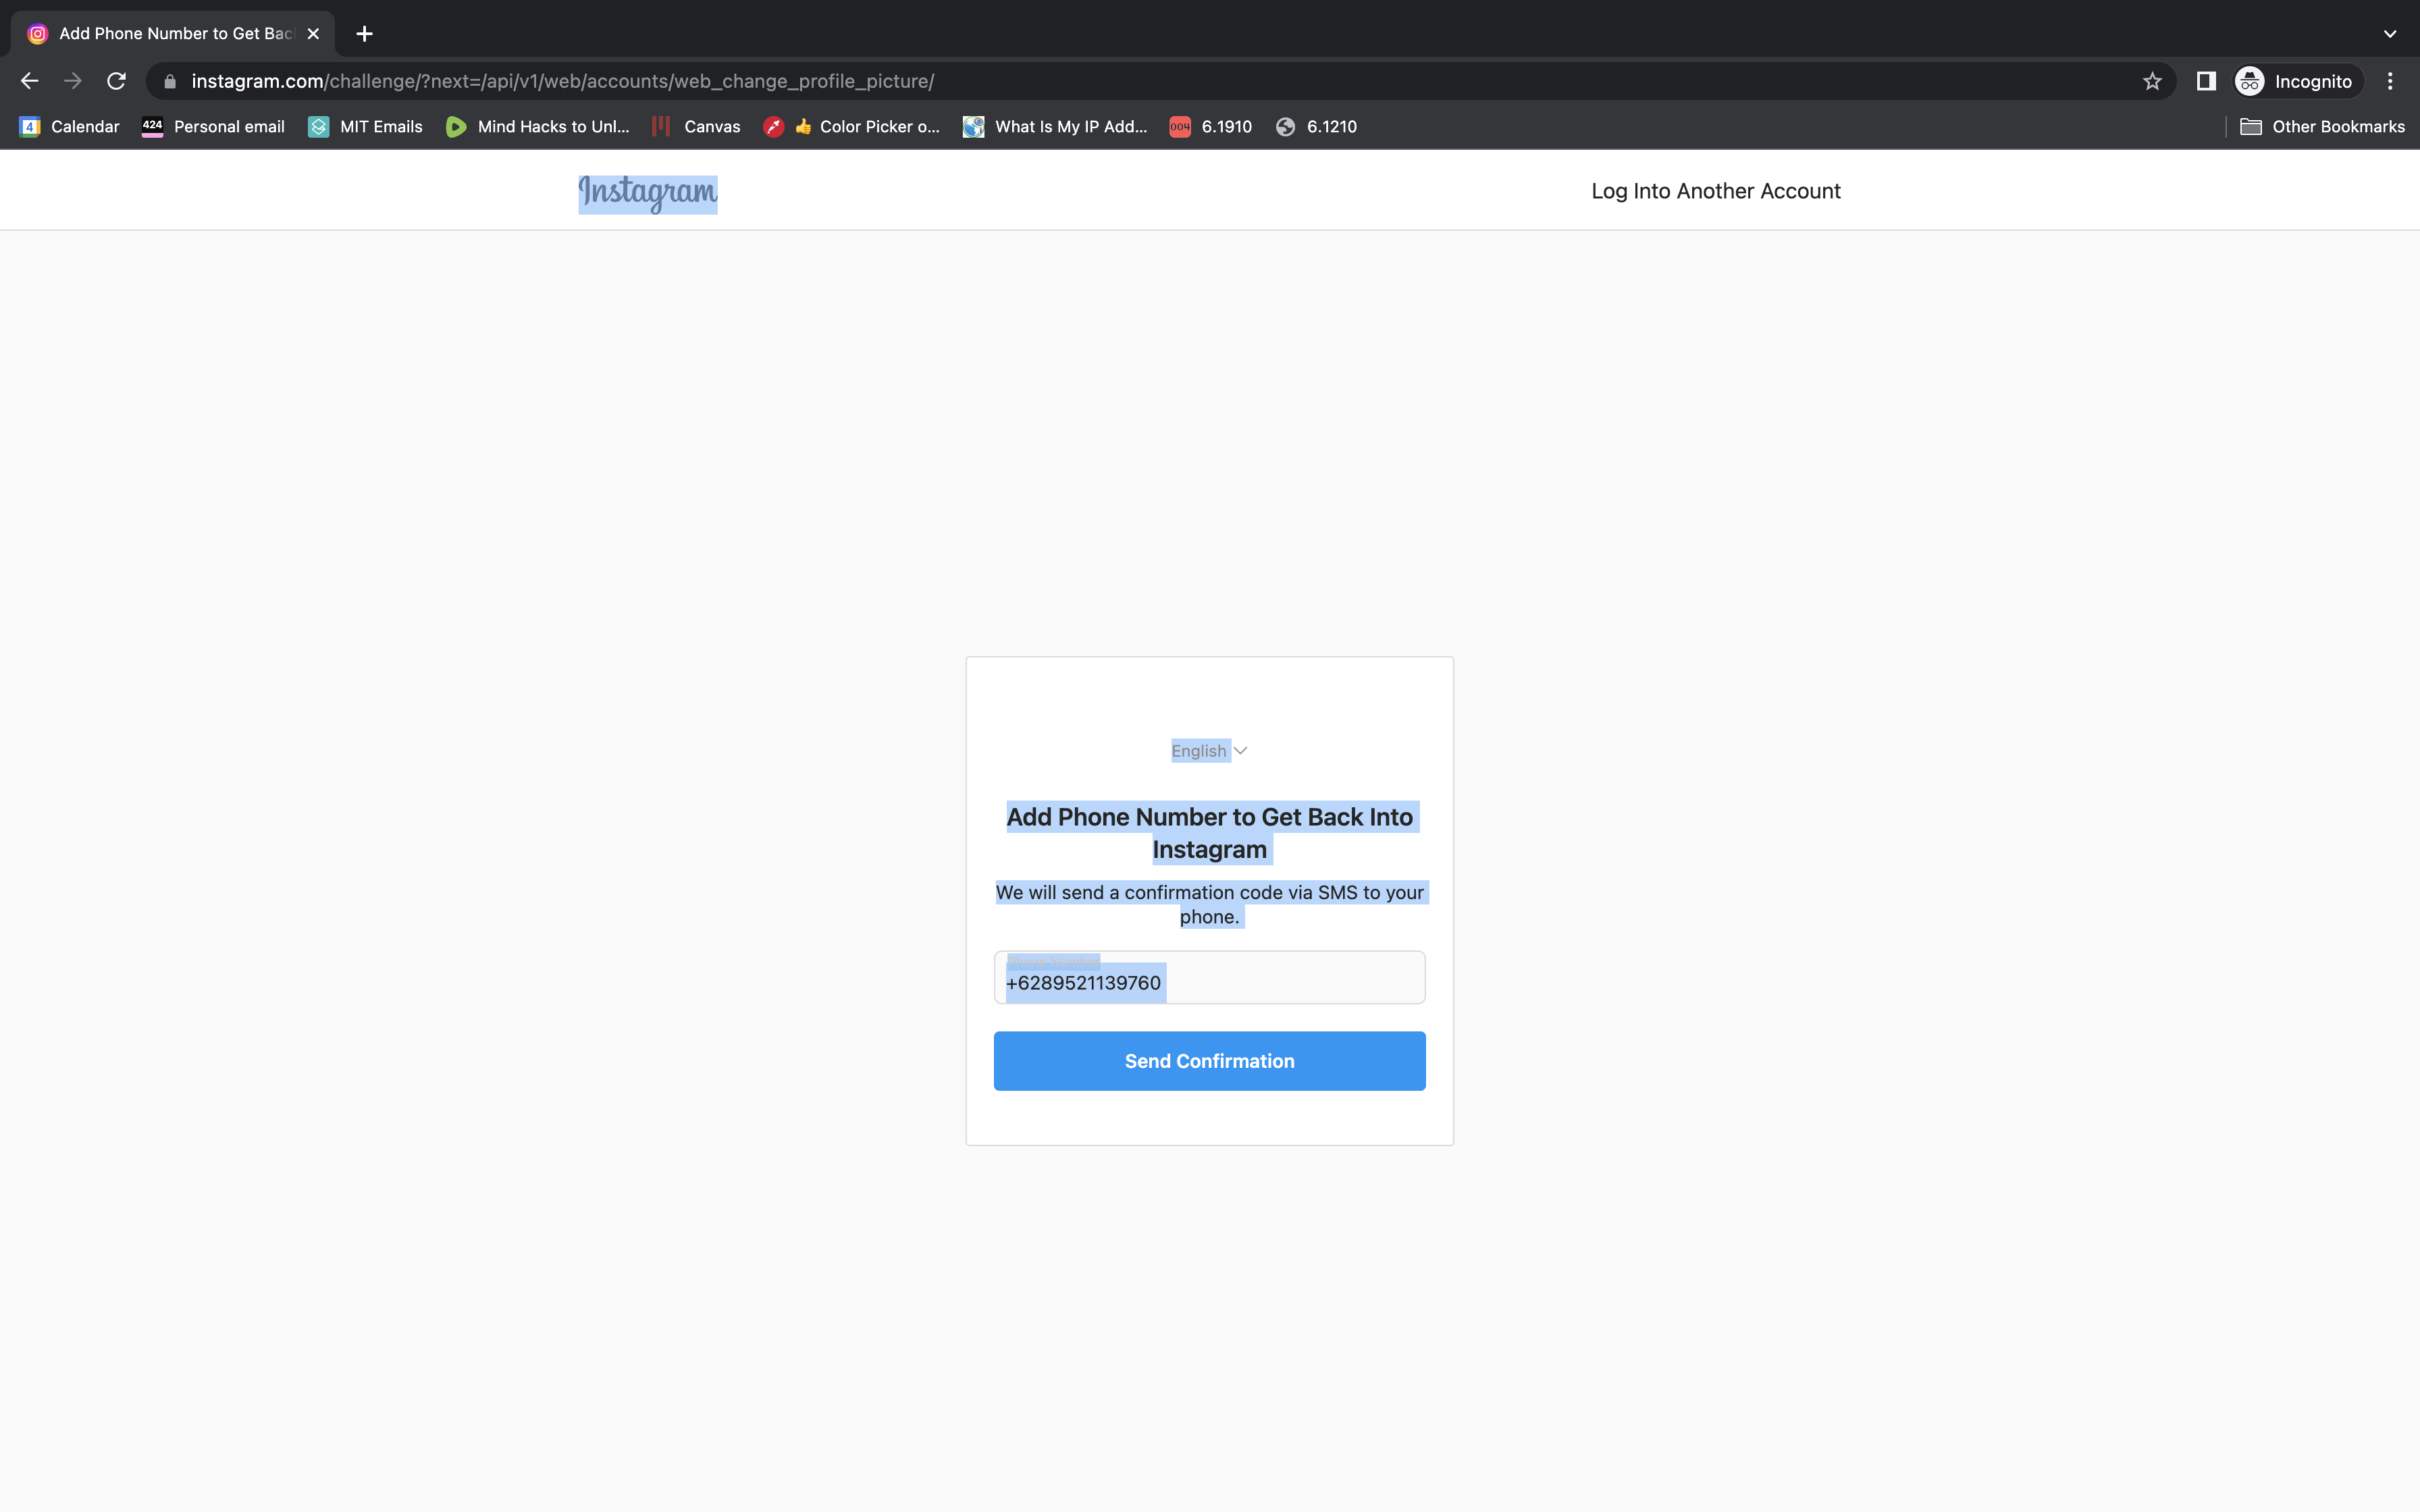 Add Phone Number to Get Bac
instagram.com/challenge/?next=/api/v1/web/accounts/web_change_profile_picture/
Incognito
4 Calendar
424 Personal email
MIT Emails
Mind Hacks to Unl...
Canvas
👍 Color Picker o...
What Is My IP Add...
004 6.1910
6.1210
Other Bookmarks
Instagram
Log Into Another Account
English
Add Phone Number to Get Back Into
Instagram
We will send a confirmation code via SMS to your
phone.
Phone Number
+6289521139760
Send Confirmation